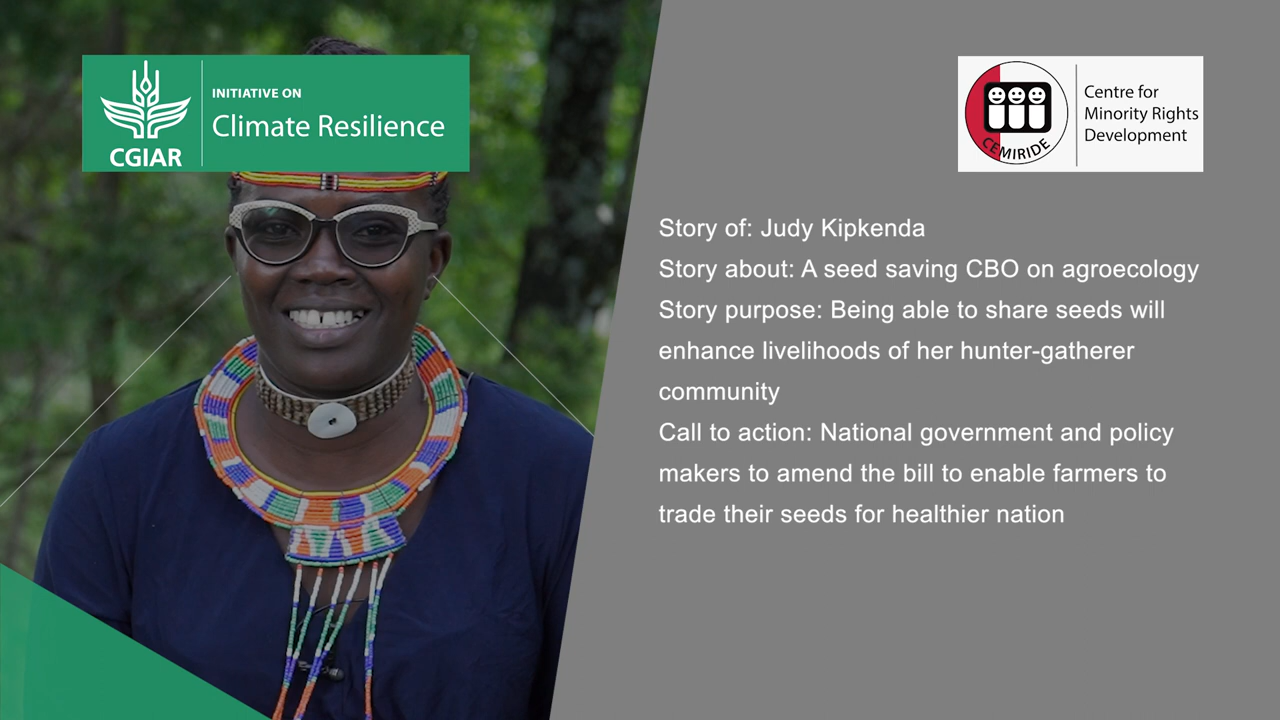 INITIATIVE ON
Climate Resilience
CGIAR
Centre for
Minority Rights
Development
CEMIRIDE
Story of: Judy Kipkenda
Story about: A seed saving CBO on agroecology
Story purpose: Being able to share seeds will
enhance livelihoods of her hunter-gatherer
community
Call to action: National government and policy
makers to amend the bill to enable farmers to
trade their seeds for healthier nation